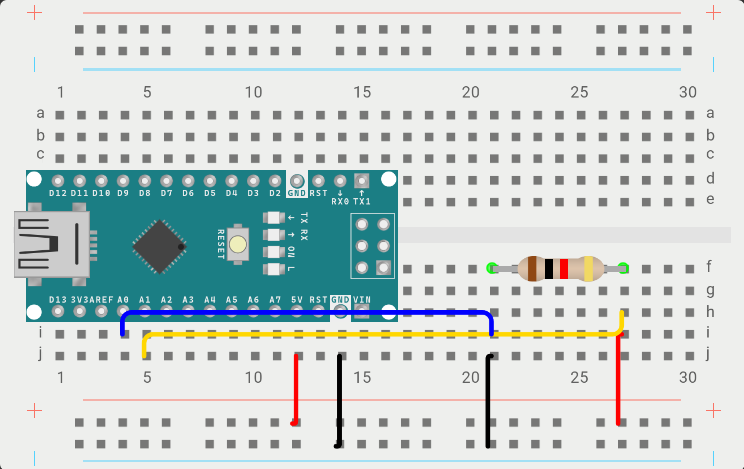 + +
1 5 10 15 20 25 30
a a
b b
c c
d d
e e
D12 D11 D10 D9 D8 D7 D6 D5 D4 D3 D2 GND RST RX0 TX1
RESET
TX RX
ON L
f f
g g
h h
D13 3V3 AREF A0 A1 A2 A3 A4 A5 A6 A7 5V RST GND VIN
i i
j j
1 5 10 15 20 25 30
+ +